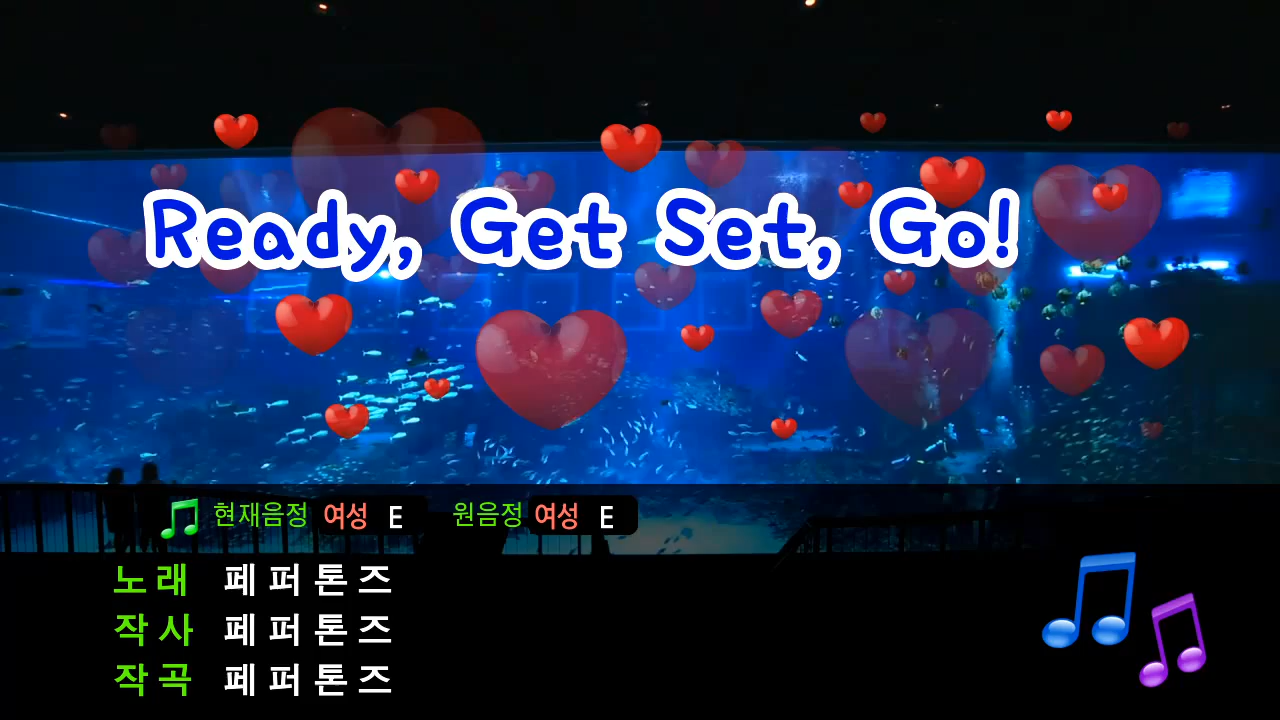 Ready, Get Set, Go!
현재음정 여성 E 원음정 여성 E
노래 페퍼톤즈
작사 페퍼톤즈
작곡 페퍼톤즈